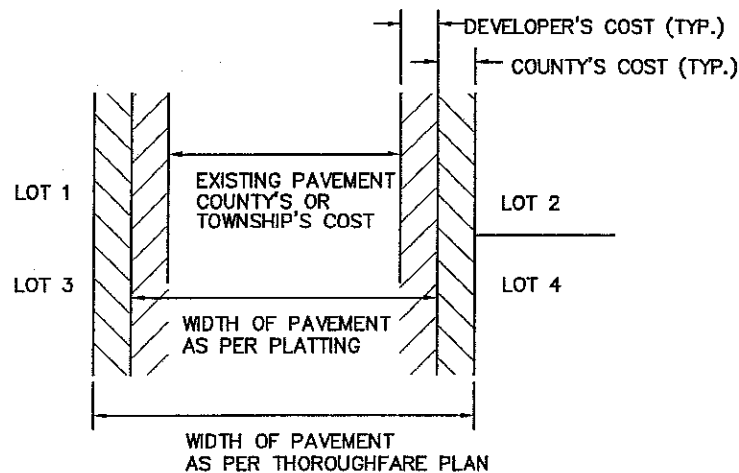 DEVELOPER'S COST (TYP.)
COUNTY'S COST (TYP.)
LOT 1
EXISTING PAVEMENT
COUNTY'S OR
TOWNSHIP'S COST
LOT 2
LOT 3
LOT 4
WIDTH OF PAVEMENT
AS PER PLATTING
WIDTH OF PAVEMENT
AS PER THOROUGHFARE PLAN